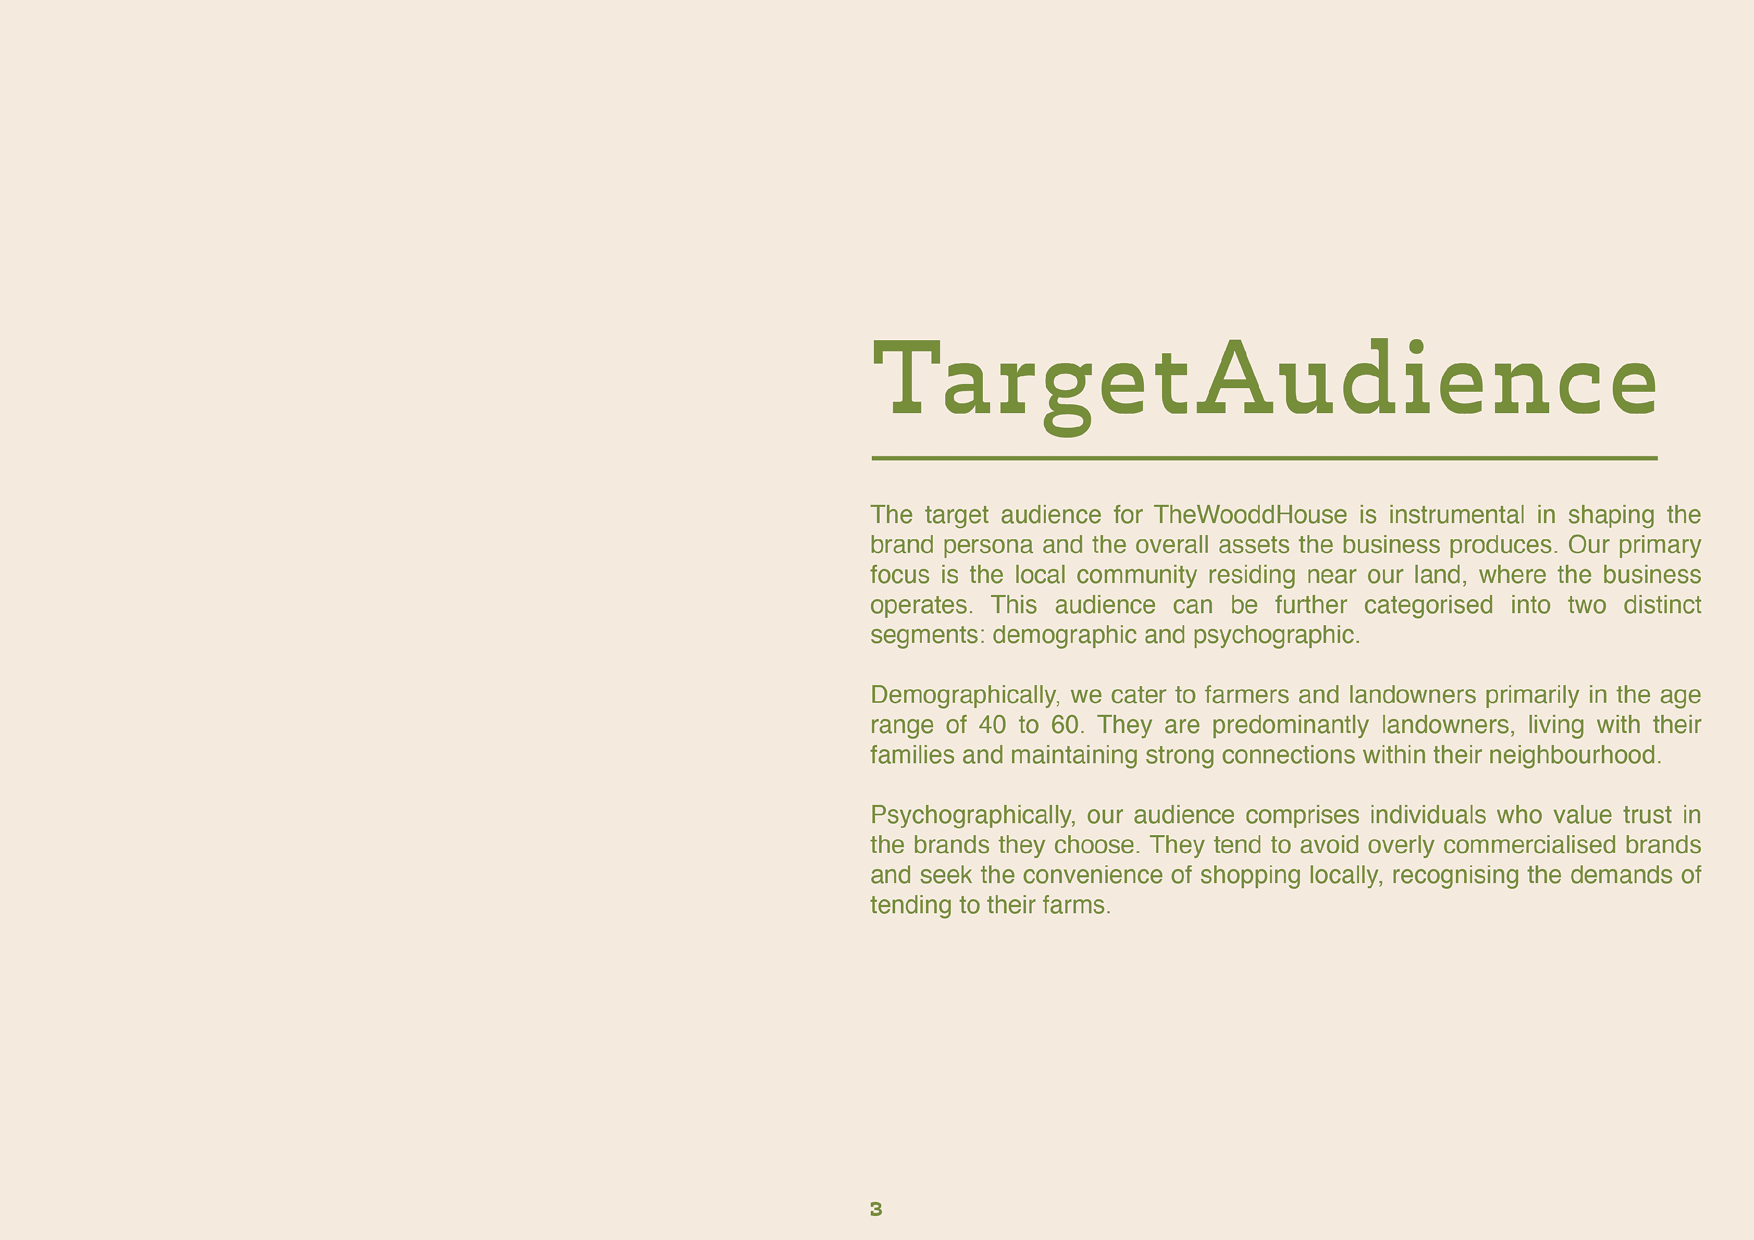 TargetAudience
The target audience for TheWooddHouse is instrumental in shaping the
brand persona and the overall assets the business produces. Our primary
focus is the local community residing near our land, where the business
operates. This audience can be further categorised into two distinct
segments: demographic and psychographic.
Demographically, we cater to farmers and landowners primarily in the age
range of 40 to 60. They are predominantly landowners, living with their
families and maintaining strong connections within their neighbourhood.
Psychographically, our audience comprises individuals who value trust in
the brands they choose. They tend to avoid overly commercialised brands
and seek the convenience of shopping locally, recognising the demands of
tending to their farms.
3